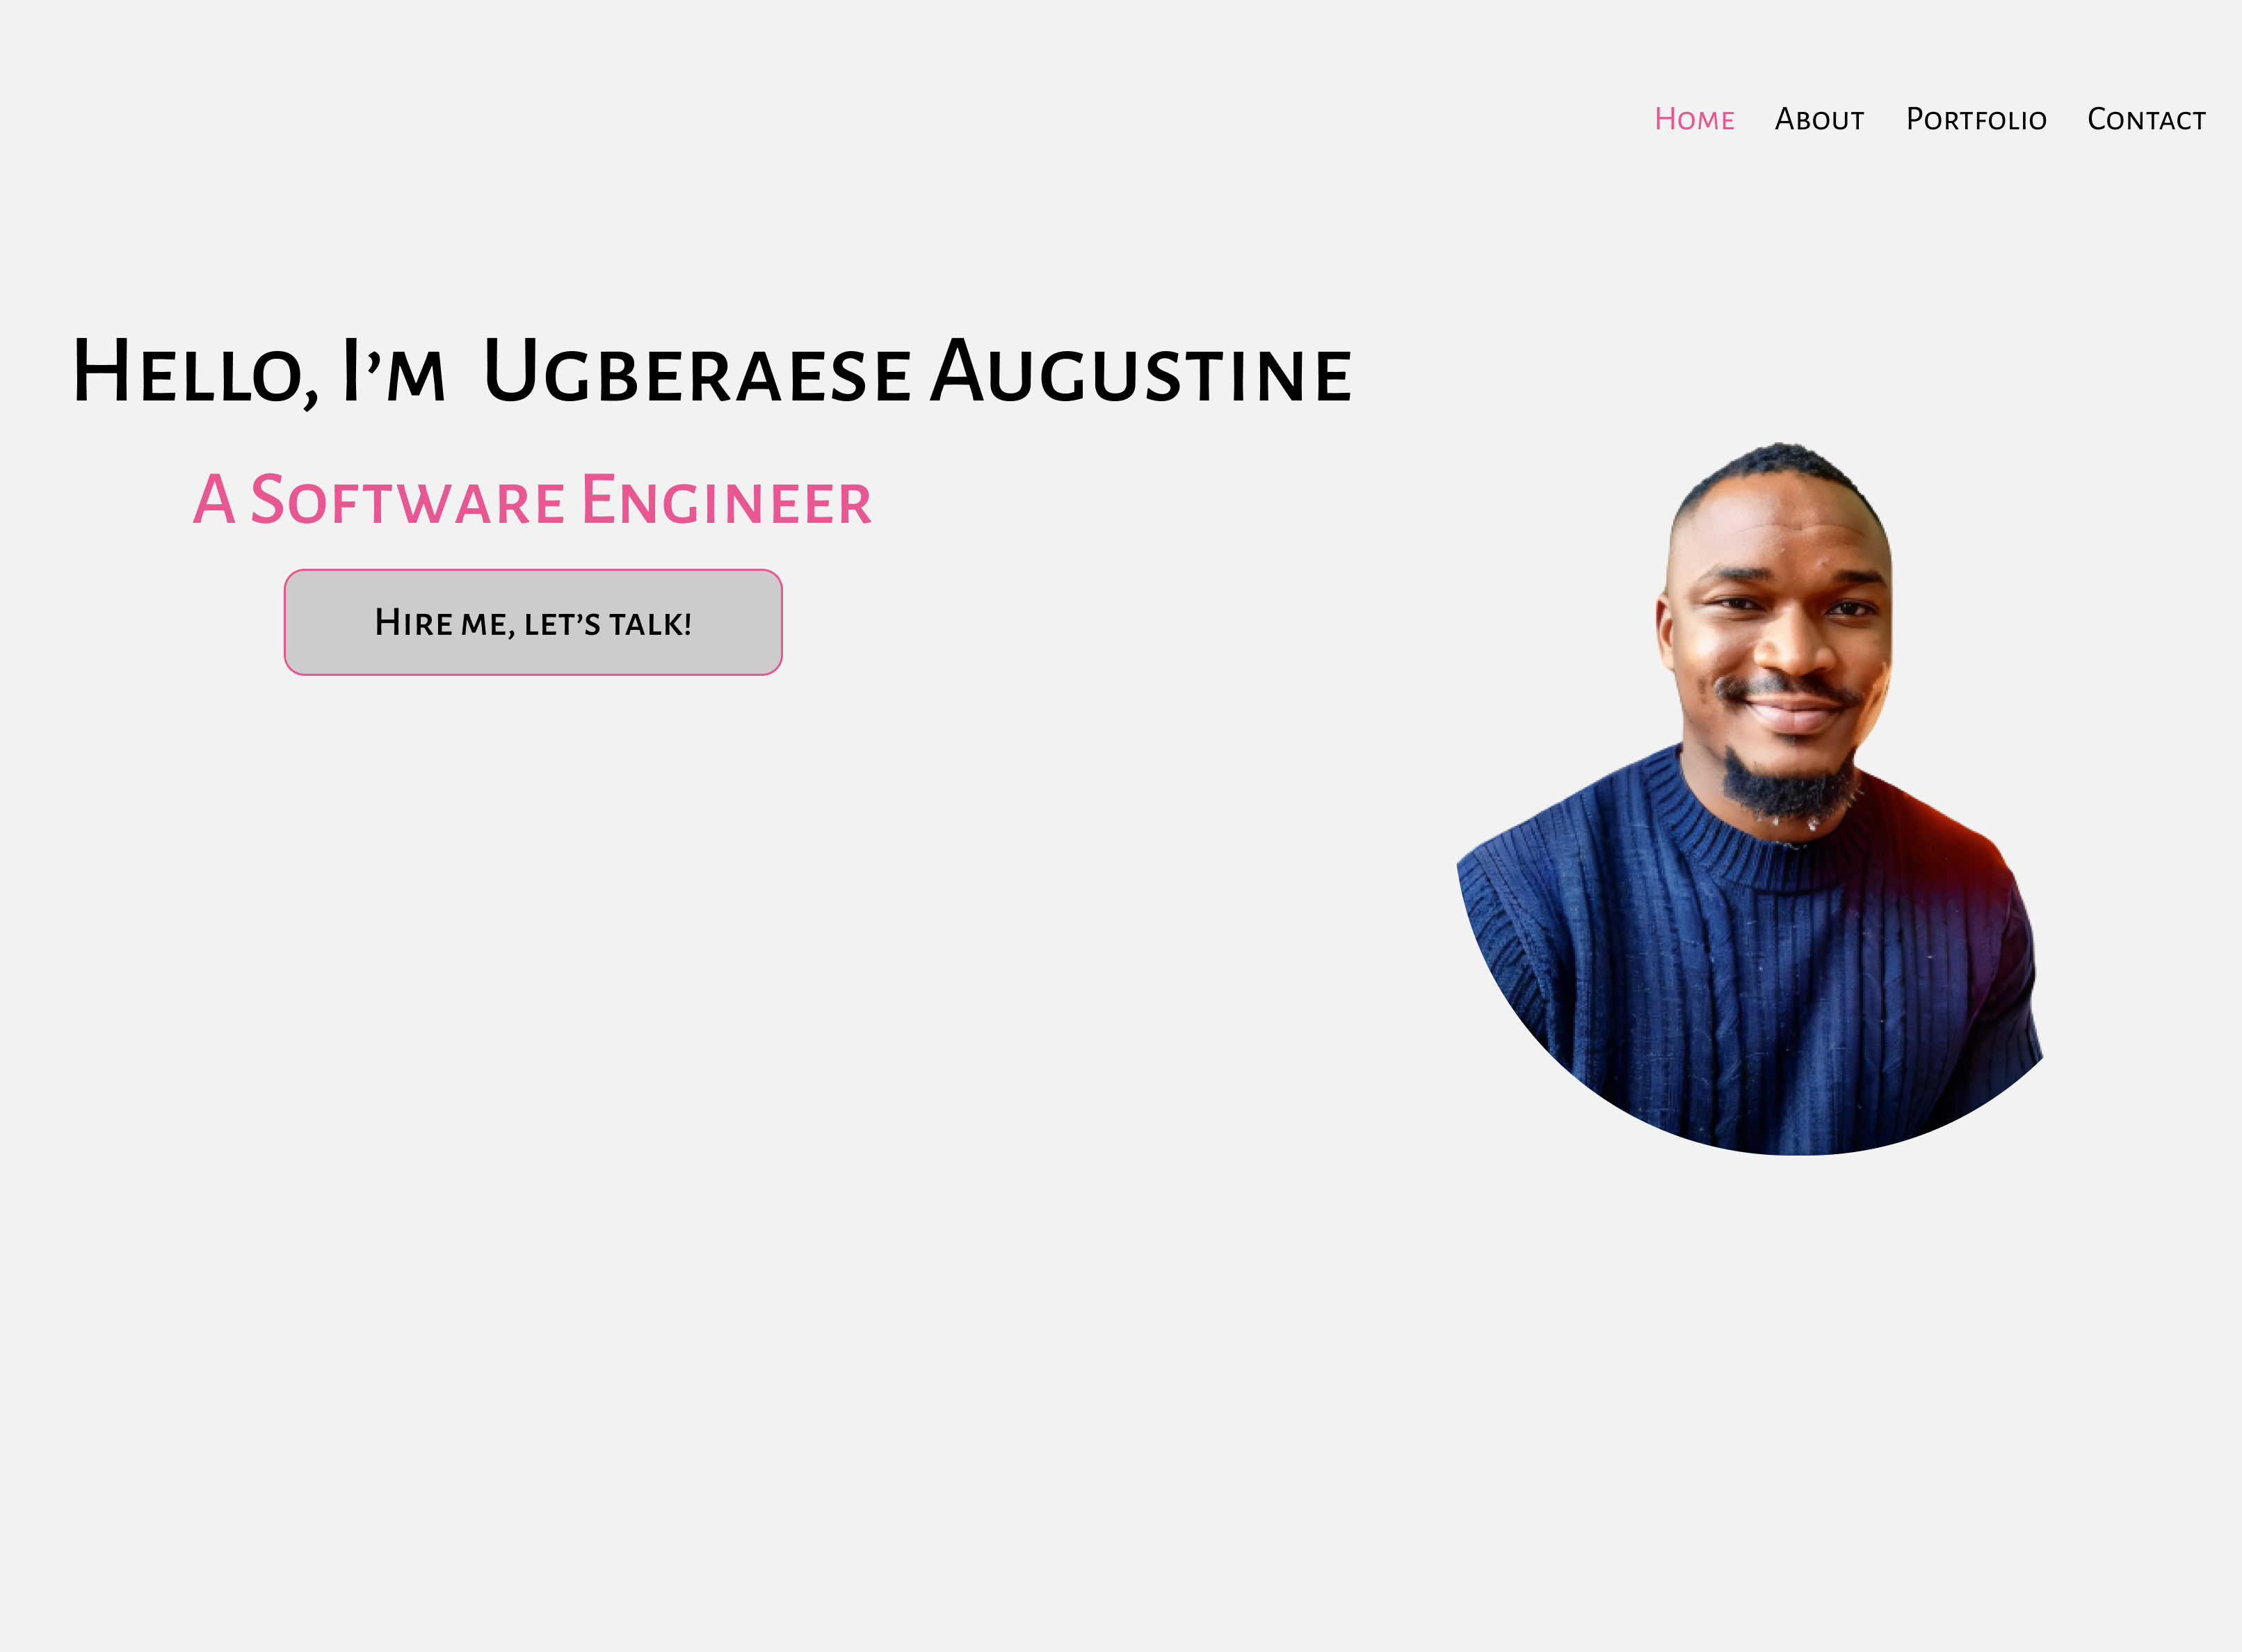 Home About Portfolio Contact
Hello, I’m Ugberaese Augustine
A Software Engineer
Hire me, let’s talk!